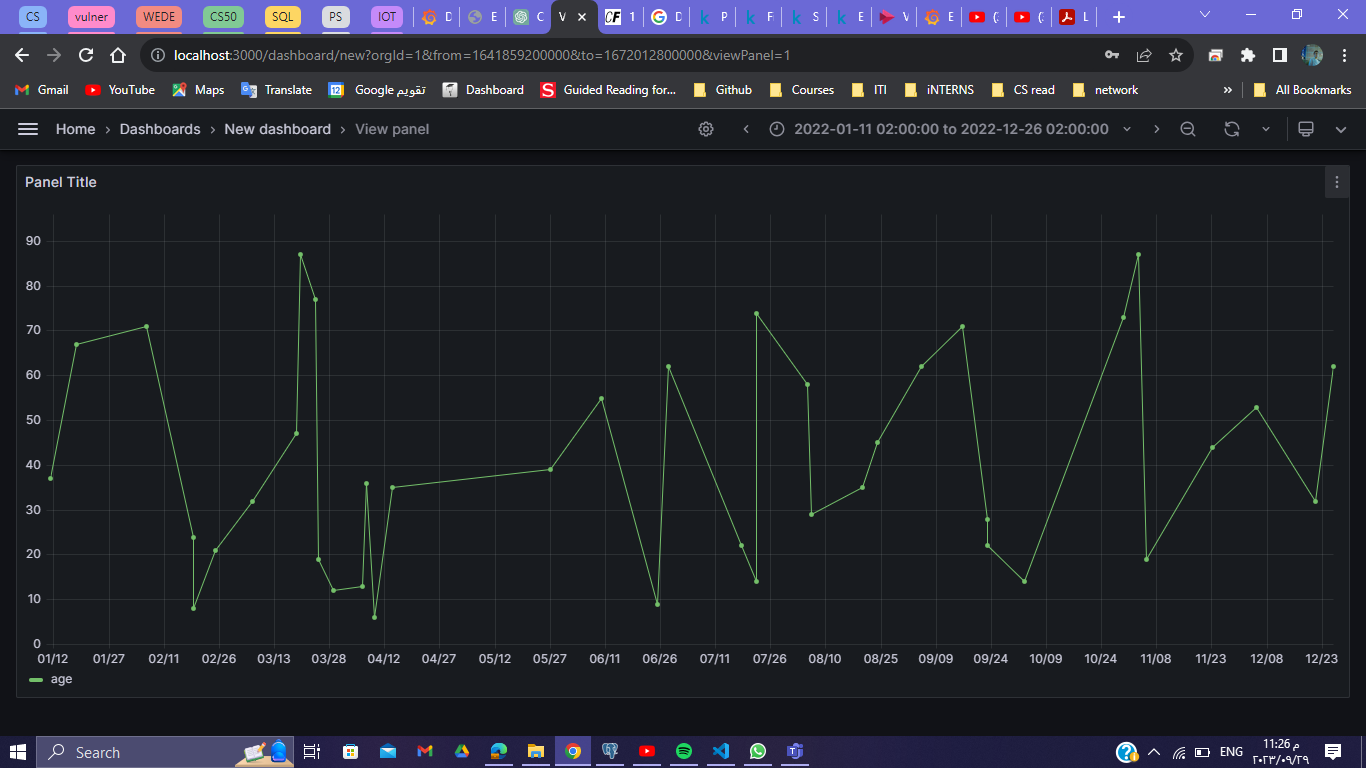 CS vulner WEDE CS50 SQL PS IOT D E C V 1 D P F S E V E (2 (2 L
localhost:3000/dashboard/new?orgId=1&from=1641859200000&to=1672012800000&viewPanel=1
Gmail YouTube Maps Translate Google تقويم Dashboard Guided Reading for... Github Courses ITI iNTERNS CS read network » All Bookmarks
Home › Dashboards › New dashboard › View panel 2022-01-11 02:00:00 to 2022-12-26 02:00:00
Panel Title
90
80
70
60
50
40
30
20
10
0
01/12 01/27 02/11 02/26 03/13 03/28 04/12 04/27 05/12 05/27 06/11 06/26 07/11 07/26 08/10 08/25 09/09 09/24 10/09 10/24 11/08 11/23 12/08 12/23
age
Search ENG م 11:26
٢٠٢٣/٠٩/٢٩